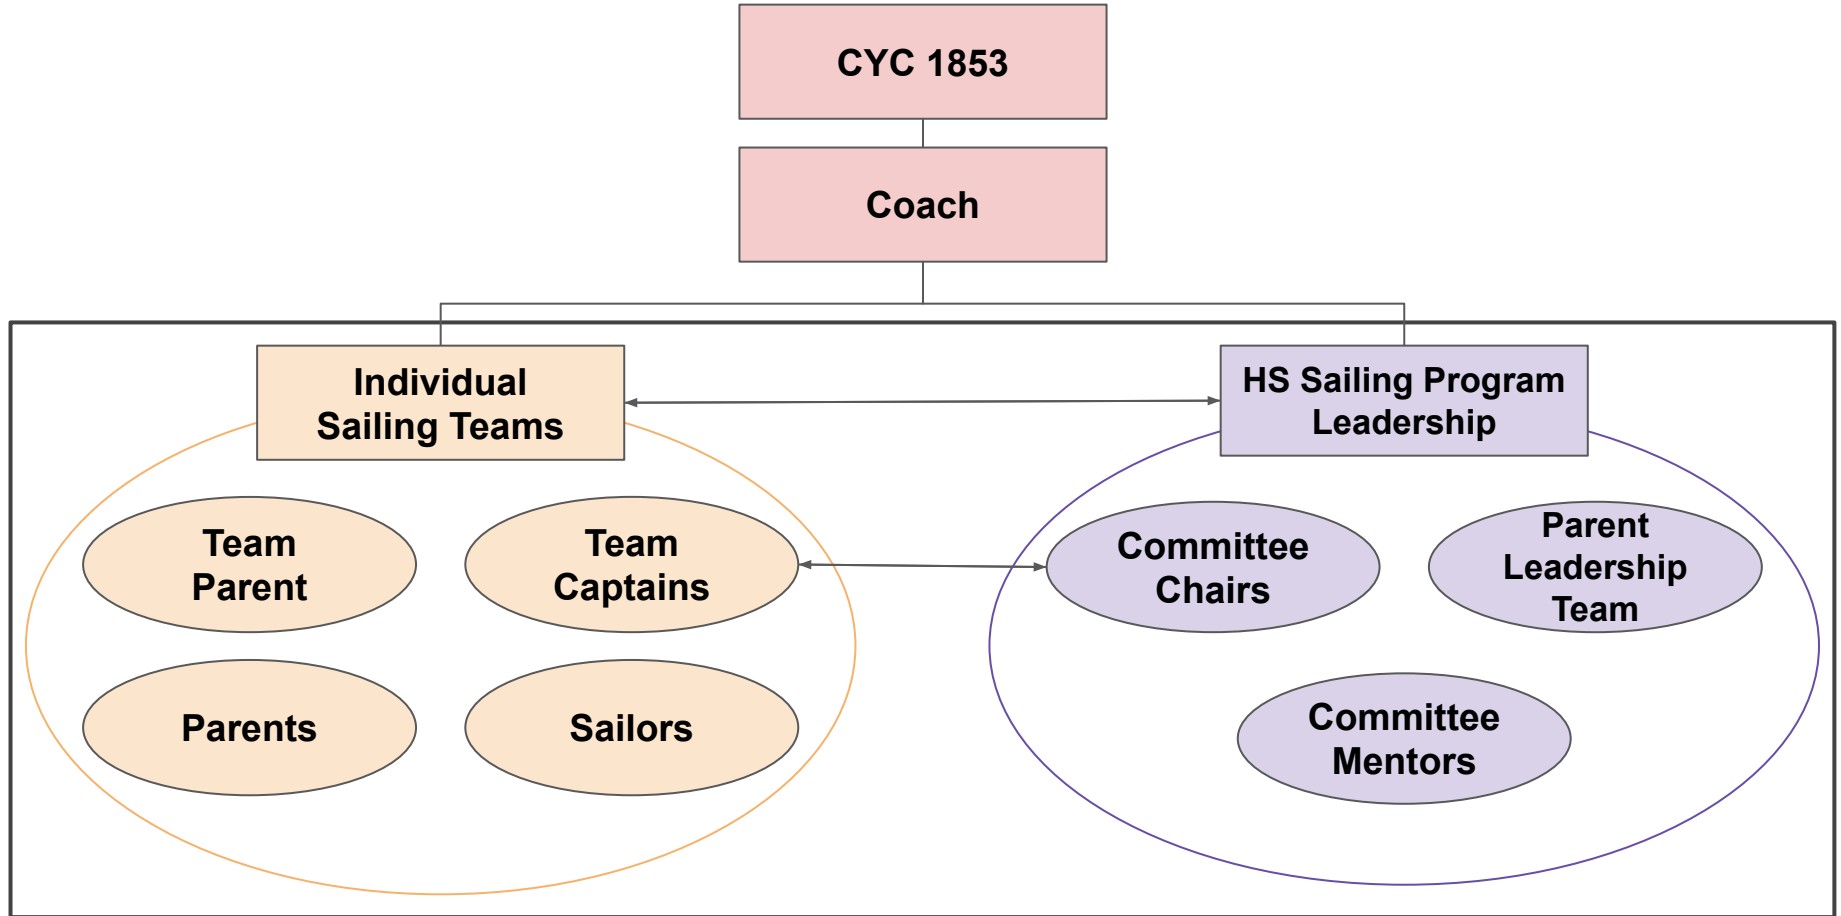 CYC 1853
Coach
Individual
Sailing Teams
HS Sailing Program
Leadership
Team
Parent
Team
Captains
Committee
Chairs
Parent
Leadership
Team
Parents
Sailors
Committee
Mentors